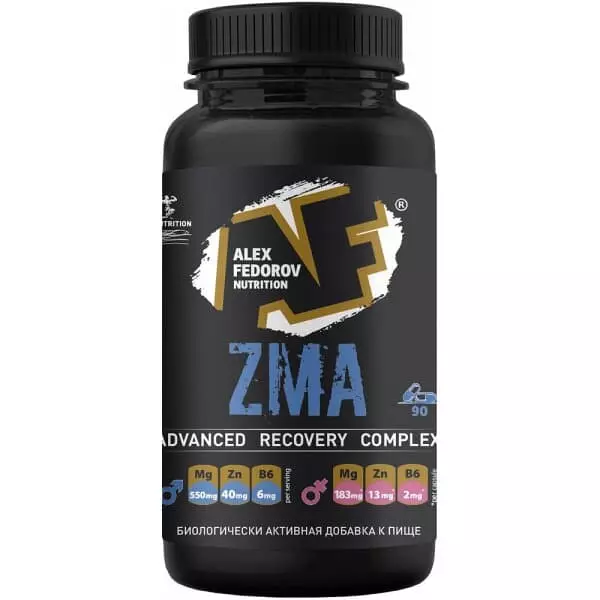 ®
NUTRITION
ALEX
FEDOROV
NUTRITION
ZMA
90
ADVANCED RECOVERY COMPLEX
Mg Zn B6
550mg 40mg 6mg
per serving
Mg Zn B6
183mg* 13mg* 2mg*
*per capsule
БИОЛОГИЧЕСКИ АКТИВНАЯ ДОБАВКА К ПИЩЕ